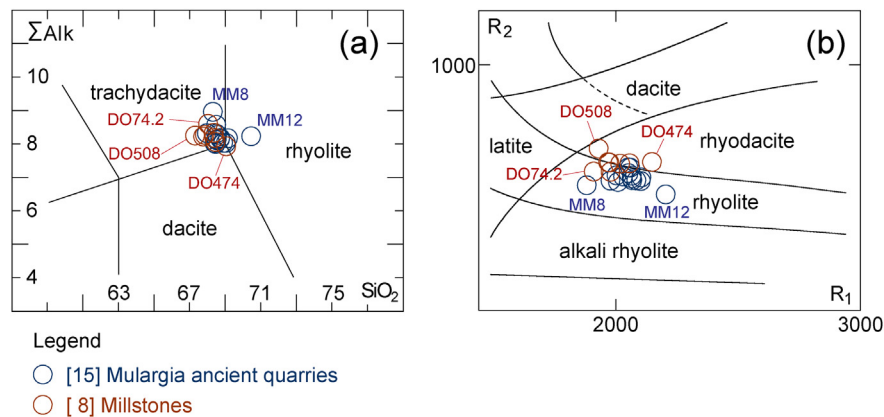 ΣAlk
(a)
10
8
6
4
trachydacite
MM8
DO74.2
MM12
DO508
rhyolite
DO474
dacite
63 67 71 75 SiO₂
R₂
(b)
1000
dacite
DO508
DO474
rhyodacite
latite
DO74.2
MM8
MM12
rhyolite
alkali rhyolite
R₁
2000 3000
Legend
[15] Mulargia ancient quarries
[ 8] Millstones